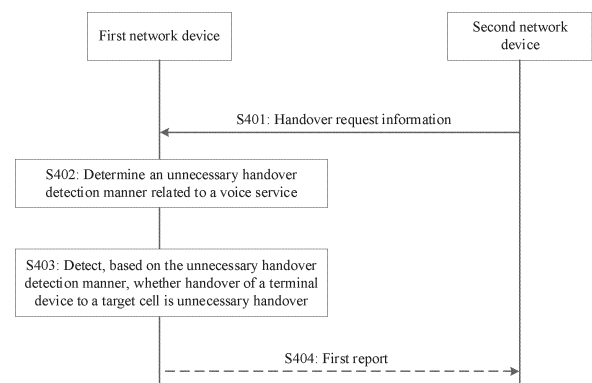 First network device
Second network
device
S401: Handover request information
S402: Determine an unnecessary handover
detection manner related to a voice service
S403: Detect, based on the unnecessary handover
detection manner, whether handover of a terminal
device to a target cell is unnecessary handover
S404: First report